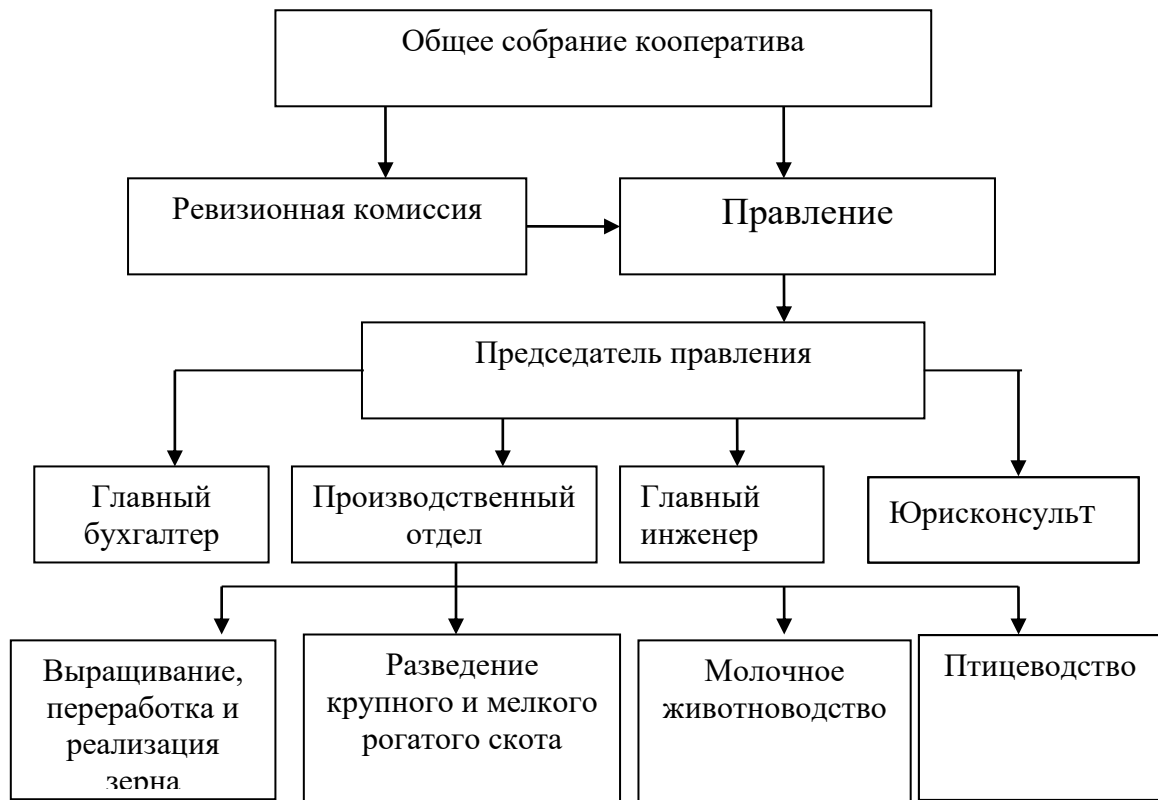 Общее собрание кооператива
Ревизионная комиссия
Правление
Председатель правления
Главный
бухгалтер
Производственный
отдел
Главный
инженер
Юрисконсульт
Выращивание,
переработка и
реализация
зерна
Разведение
крупного и мелкого
рогатого скота
Молочное
животноводство
Птицеводство